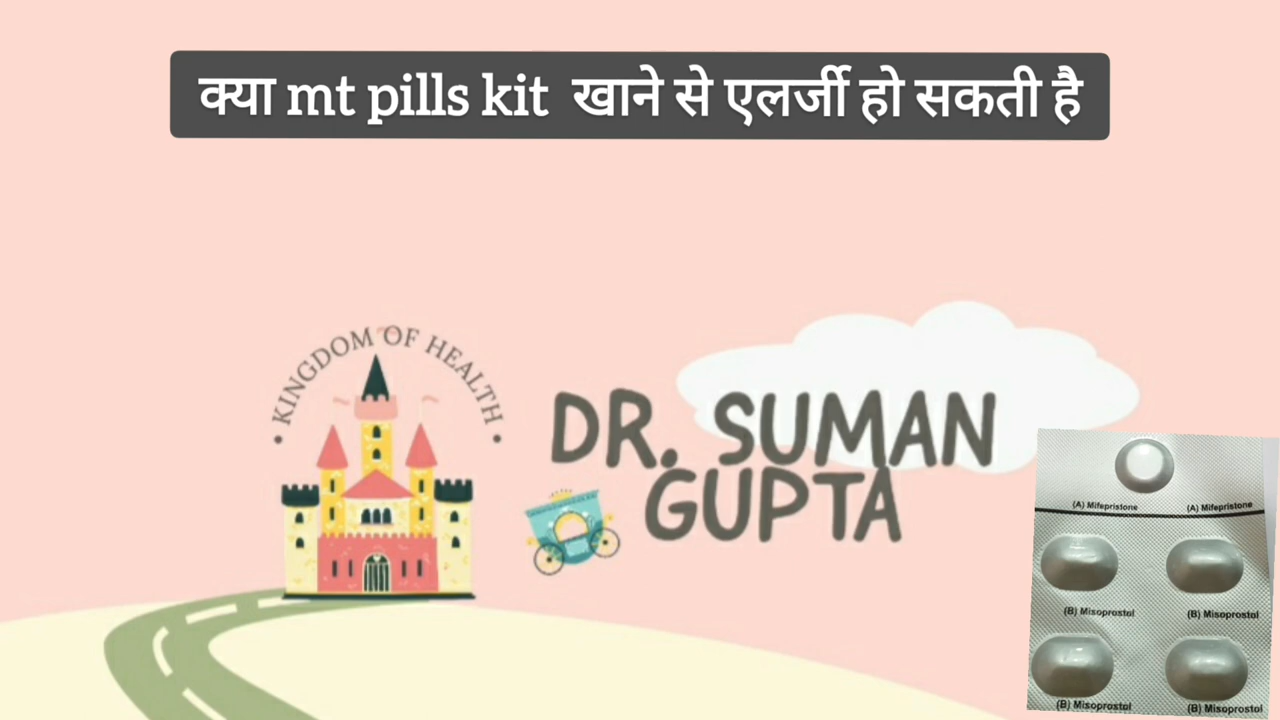 क्या mt pills kit खाने से एलर्जी हो सकती है
KINGDOM OF HEALTH
DR. SUMAN
GUPTA
(A) Mifepristone (A) Mifepristone
(B) Misoprostol (B) Misoprostol
(B) Misoprostol (B) Misoprostol